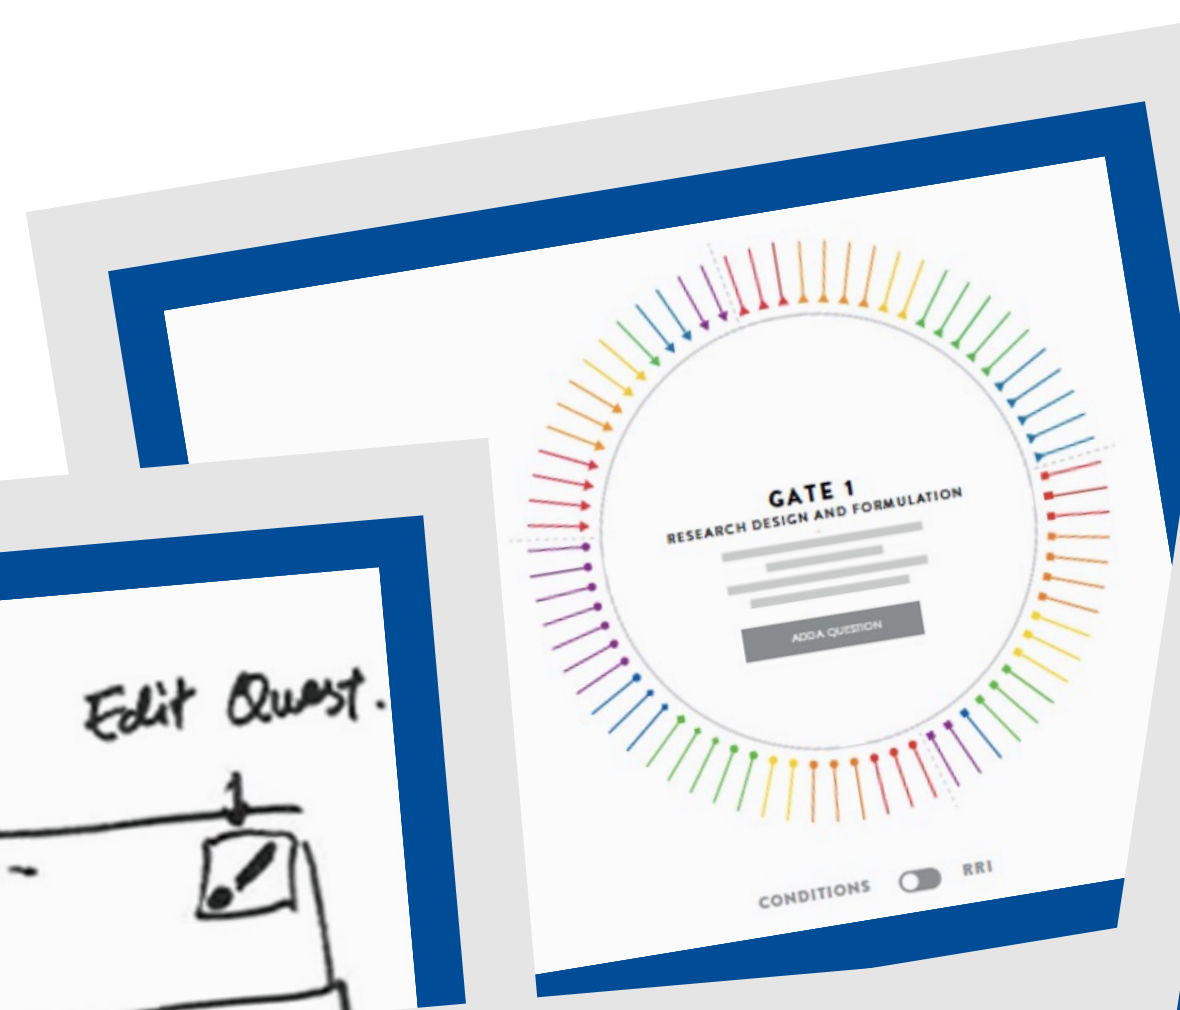 GATE 1
RESEARCH DESIGN AND FORMULATION
ADD A QUESTION
CONDITIONS
RRI
Edit Quest.